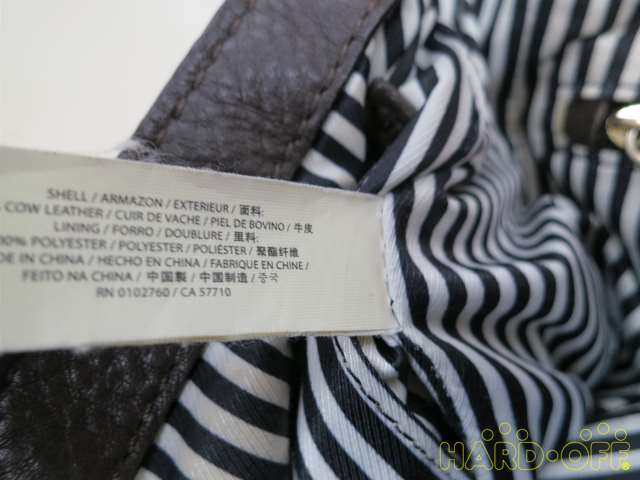 SHELL / ARMAZON / EXTERIEUR / 面料:
COW LEATHER / CUIR DE VACHE / PIEL DE BOVINO / 牛皮
LINING / FORRO / DOUBLURE / 里料:
00% POLYESTER / POLYESTER / POLIÉSTER / 聚酯纤维
DE IN CHINA / HECHO EN CHINA / FABRIQUE EN CHINE /
FEITO NA CHINA / 中国製 / 中国制造 / 중국
RN 0102760 / CA 57710
HARD·OFF